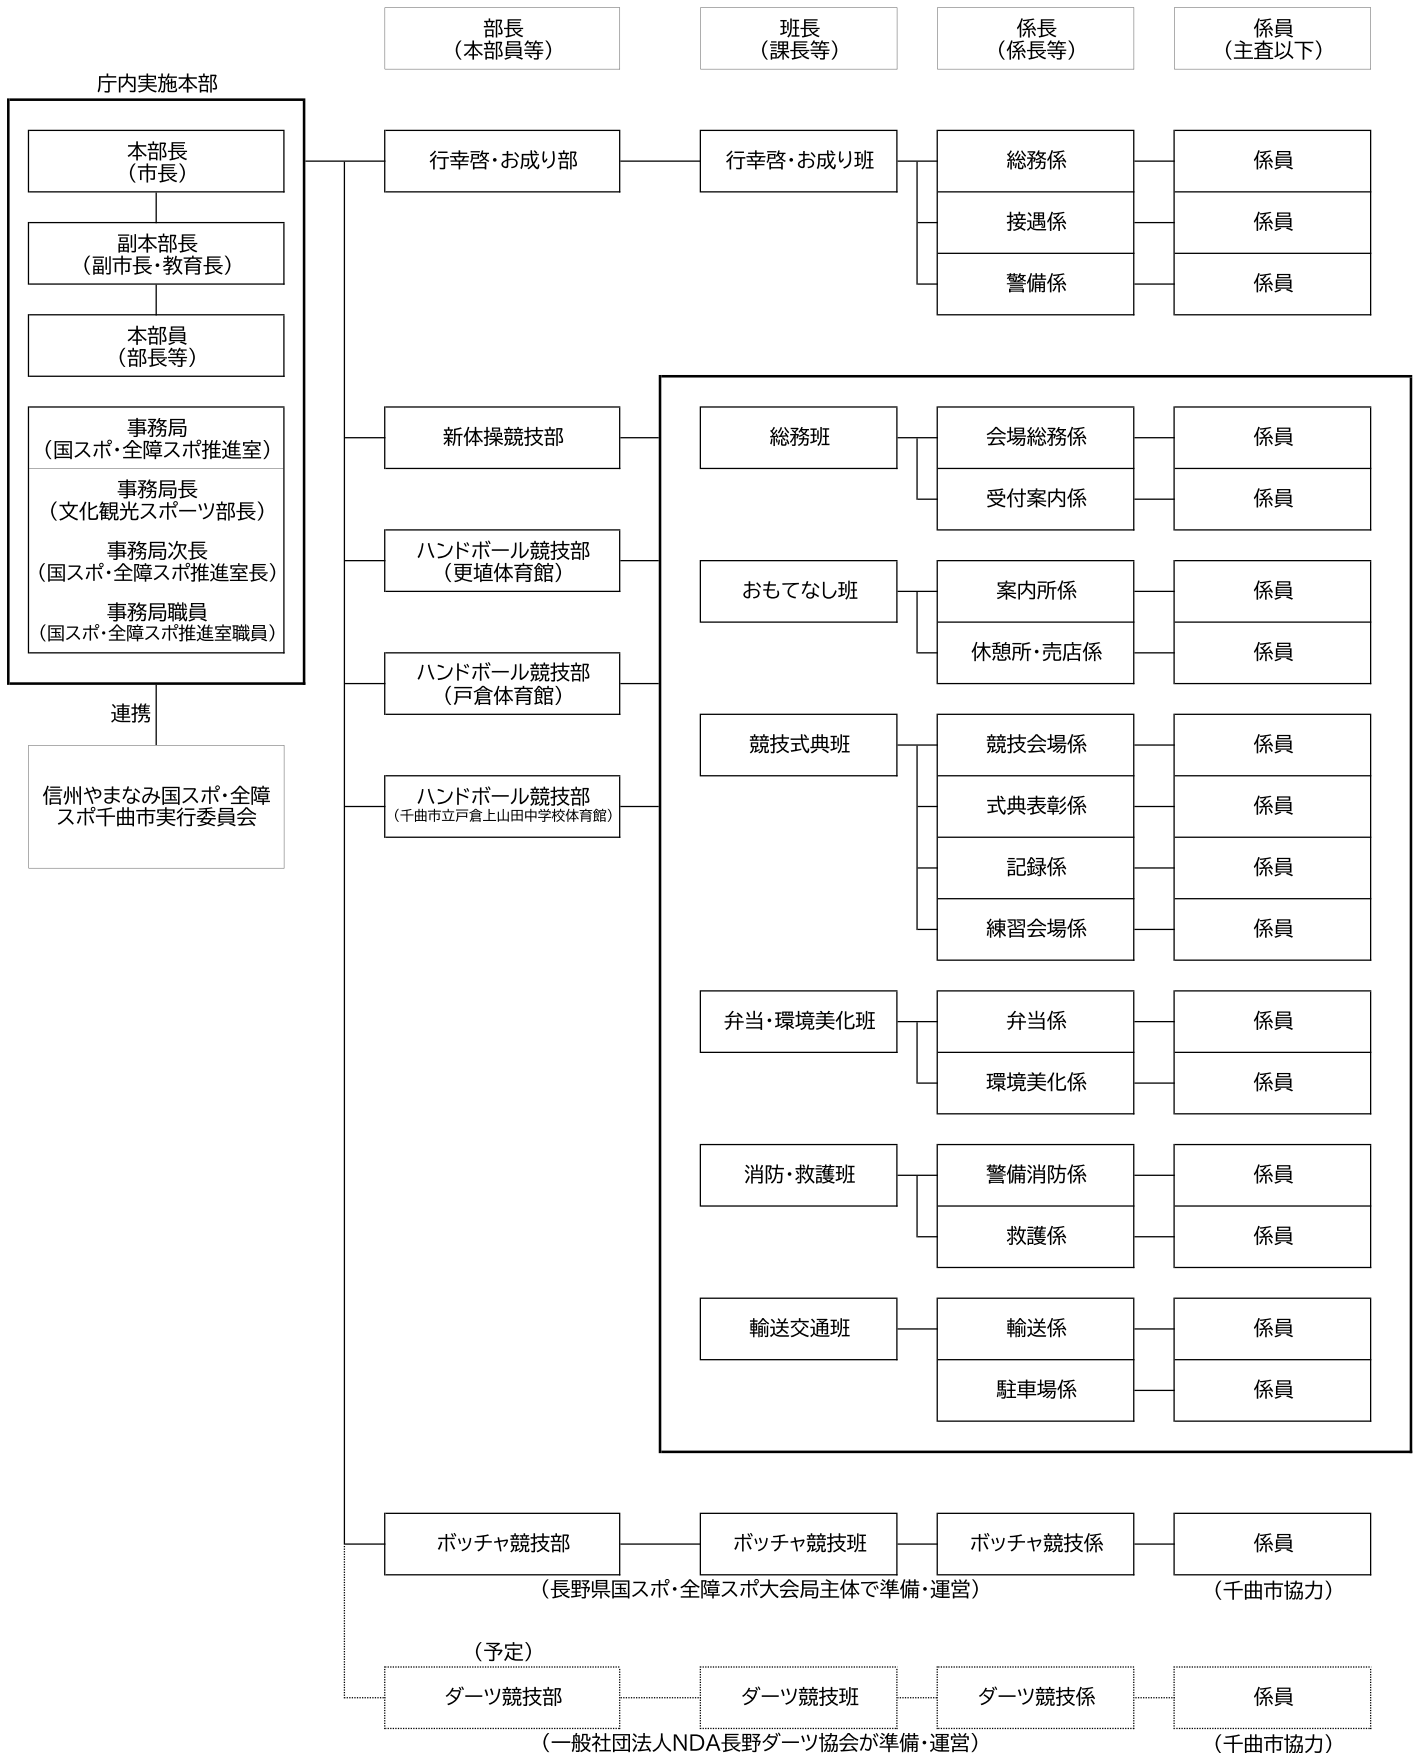 部長
（本部員等）
班長
（課長等）
係長
（係長等）
係員
（主査以下）
庁内実施本部
本部長
（市長）
副本部長
（副市長・教育長）
本部員
（部長等）
事務局
（国スポ・全障スポ推進室）
事務局長
（文化観光スポーツ部長）
事務局次長
（国スポ・全障スポ推進室長）
事務局職員
（国スポ・全障スポ推進室職員）
連携
信州やまなみ国スポ・全障
スポ千曲市実行委員会
行幸啓・お成り部
行幸啓・お成り班
総務係
係員
接遇係
係員
警備係
係員
新体操競技部
ハンドボール競技部
（更埴体育館）
ハンドボール競技部
（戸倉体育館）
ハンドボール競技部
（千曲市立戸倉上山田中学校体育館）
総務班
会場総務係
係員
受付案内係
係員
おもてなし班
案内所係
係員
休憩所・売店係
係員
競技式典班
競技会場係
係員
式典表彰係
係員
記録係
係員
練習会場係
係員
弁当・環境美化班
弁当係
係員
環境美化係
係員
消防・救護班
警備消防係
係員
救護係
係員
輸送交通班
輸送係
係員
駐車場係
係員
ボッチャ競技部
ボッチャ競技班
ボッチャ競技係
係員
（長野県国スポ・全障スポ大会局主体で準備・運営）
（千曲市協力）
（予定）
ダーツ競技部
ダーツ競技班
ダーツ競技係
係員
（一般社団法人NDA長野ダーツ協会が準備・運営）
（千曲市協力）